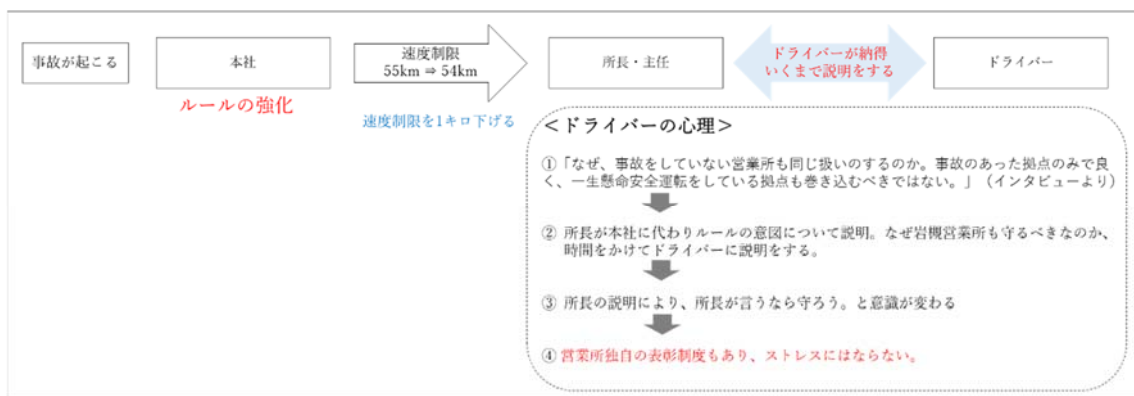 事故が起こる
本社
ルールの強化
速度制限
55km ⇒ 54km
速度制限を1キロ下げる
所長・主任
ドライバーが納得
いくまで説明をする
ドライバー
＜ドライバーの心理＞
①「なぜ、事故をしていない営業所も同じ扱いのするのか。事故のあった拠点のみで良
く、一生懸命安全運転をしている拠点も巻き込むべきではない。」（インタビューより）
② 所長が本社に代わりルールの意図について説明。なぜ岩槻営業所も守るべきなのか、
時間をかけてドライバーに説明をする。
③ 所長の説明により、所長が言うなら守ろう。と意識が変わる
④ 営業所独自の表彰制度もあり、ストレスにはならない。